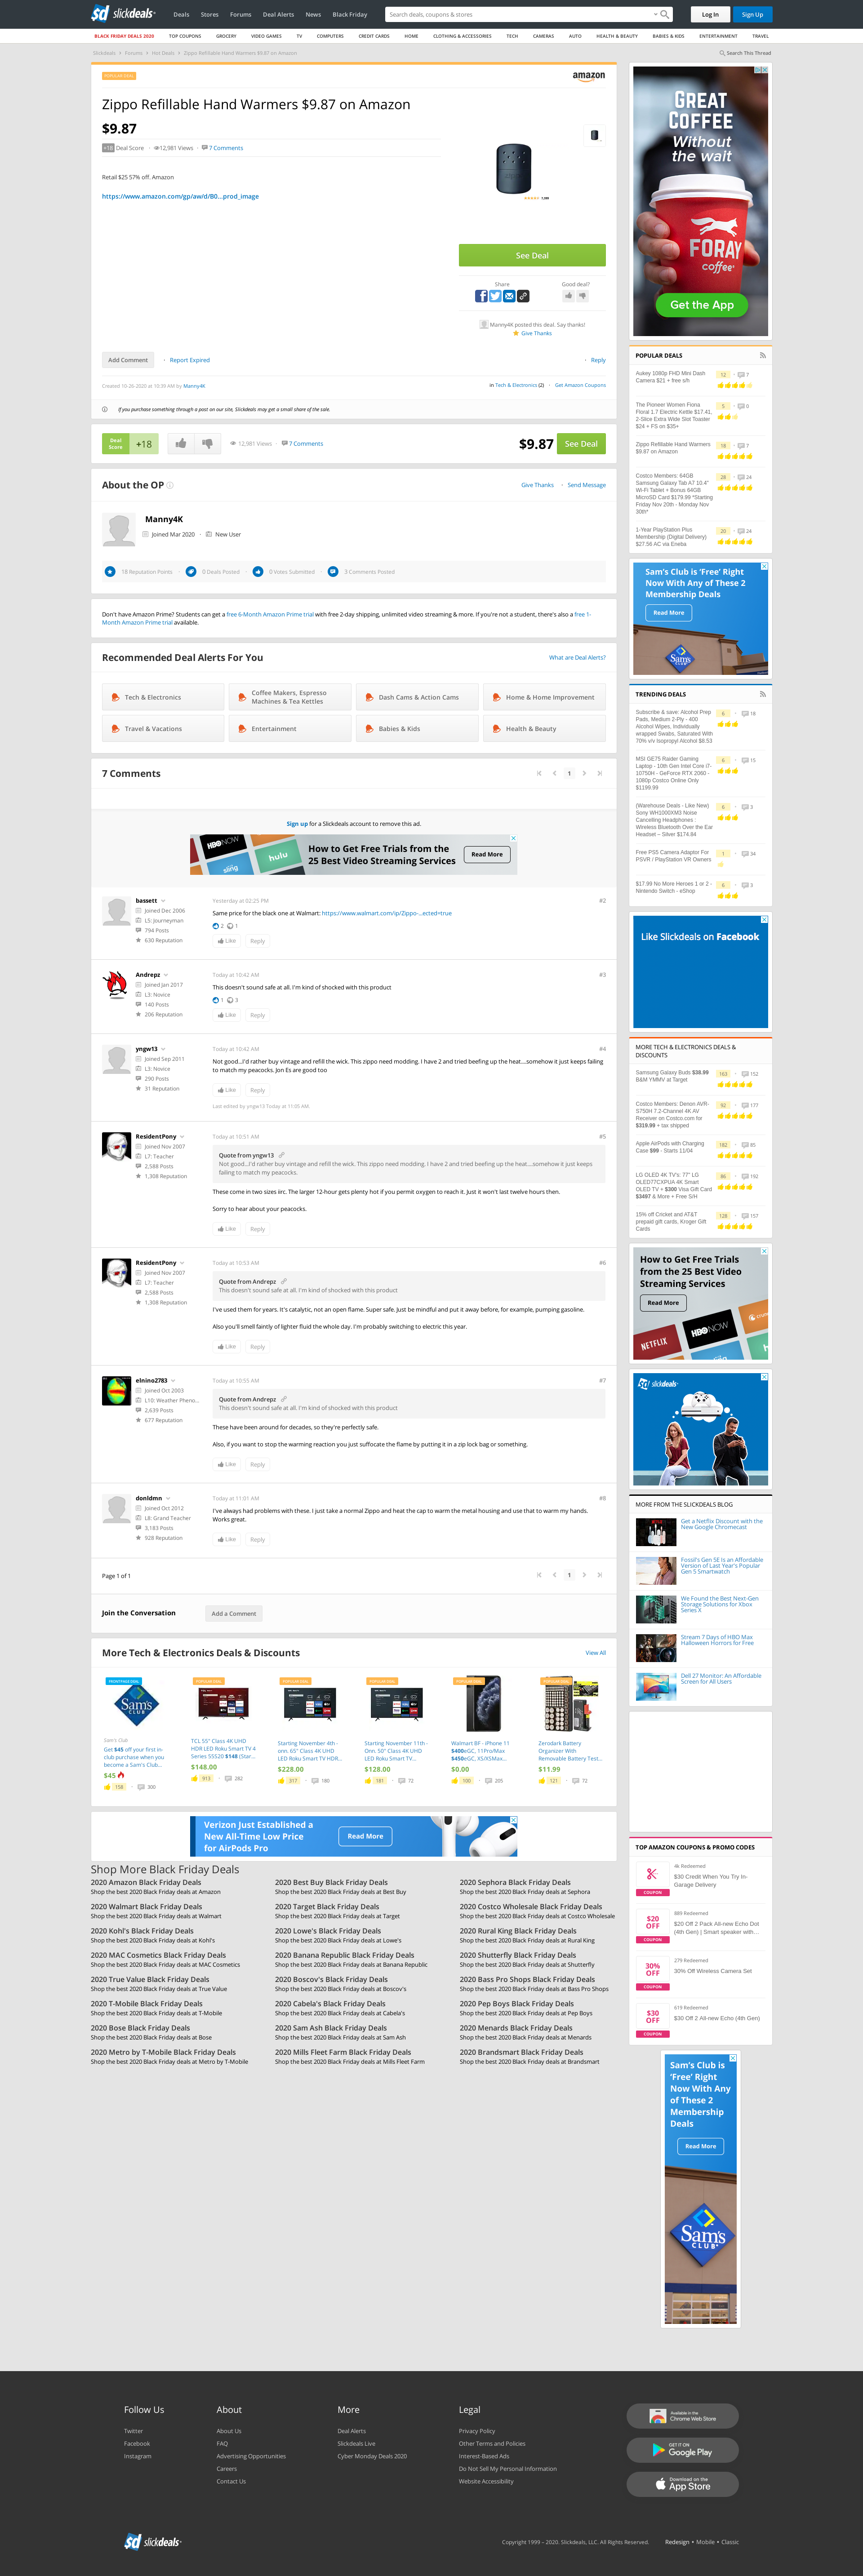 slickdeals
Deals
Stores
Forums
Deal Alerts
News
Black Friday
Search deals, coupons & stores
Log In
Sign Up
BLACK FRIDAY DEALS 2020
TOP COUPONS
GROCERY
VIDEO GAMES
TV
COMPUTERS
CREDIT CARDS
HOME
CLOTHING & ACCESSORIES
TECH
CAMERAS
AUTO
HEALTH & BEAUTY
BABIES & KIDS
ENTERTAINMENT
TRAVEL
Slickdeals > Forums > Hot Deals > Zippo Refillable Hand Warmers $9.87 on Amazon
Search This Thread
POPULAR DEAL
amazon
Zippo Refillable Hand Warmers $9.87 on Amazon
$9.87
+18 Deal Score
12,981 Views
7 Comments
Retail $25 57% off. Amazon
https://www.amazon.com/gp/aw/d/B0...prod_image
See Deal
Share
Good deal?
Manny4K posted this deal. Say thanks!
Give Thanks
Add Comment
Report Expired
Reply
Created 10-26-2020 at 10:39 AM by Manny4K
in Tech & Electronics (2)
Get Amazon Coupons
If you purchase something through a post on our site, Slickdeals may get a small share of the sale.
Deal Score
+18
12,981 Views
7 Comments
$9.87
See Deal
About the OP
Give Thanks
Send Message
Manny4K
Joined Mar 2020
New User
18 Reputation Points
0 Deals Posted
0 Votes Submitted
3 Comments Posted
Don't have Amazon Prime? Students can get a free 6-Month Amazon Prime trial with free 2-day shipping, unlimited video streaming & more. If you're not a student, there's also a free 1-
Month Amazon Prime trial available.
Recommended Deal Alerts For You
What are Deal Alerts?
Tech & Electronics
Coffee Makers, Espresso
Machines & Tea Kettles
Dash Cams & Action Cams
Home & Home Improvement
Travel & Vacations
Entertainment
Babies & Kids
Health & Beauty
7 Comments
1
Sign up for a Slickdeals account to remove this ad.
HBO NOW
hulu
sling
How to Get Free Trials from the
25 Best Video Streaming Services
Read More
bassett
Joined Dec 2006
L5: Journeyman
794 Posts
630 Reputation
Yesterday at 02:25 PM
#2
Same price for the black one at Walmart: https://www.walmart.com/ip/Zippo-...ected=true
2
1
Like
Reply
Andrepz
Joined Jan 2017
L3: Novice
140 Posts
206 Reputation
Today at 10:42 AM
#3
This doesn't sound safe at all. I'm kind of shocked with this product
1
3
Like
Reply
yngw13
Joined Sep 2011
L3: Novice
290 Posts
31 Reputation
Today at 10:42 AM
#4
Not good...I'd rather buy vintage and refill the wick. This zippo need modding. I have 2 and tried beefing up the heat....somehow it just keeps failing
to match my peacocks. Jon Es are good too
Like
Reply
Last edited by yngw13 Today at 11:05 AM.
ResidentPony
Joined Nov 2007
L7: Teacher
2,588 Posts
1,308 Reputation
Today at 10:51 AM
#5
Quote from yngw13
Not good...I'd rather buy vintage and refill the wick. This zippo need modding. I have 2 and tried beefing up the heat....somehow it just keeps
failing to match my peacocks.
These come in two sizes iirc. The larger 12-hour gets plenty hot if you permit oxygen to reach it. Just it won't last twelve hours then.
Sorry to hear about your peacocks.
Like
Reply
ResidentPony
Joined Nov 2007
L7: Teacher
2,588 Posts
1,308 Reputation
Today at 10:53 AM
#6
Quote from Andrepz
This doesn't sound safe at all. I'm kind of shocked with this product
I've used them for years. It's catalytic, not an open flame. Super safe. Just be mindful and put it away before, for example, pumping gasoline.
Also you'll smell faintly of lighter fluid the whole day. I'm probably switching to electric this year.
Like
Reply
elnino2783
Joined Oct 2003
L10: Weather Pheno...
2,639 Posts
677 Reputation
Today at 10:55 AM
#7
Quote from Andrepz
This doesn't sound safe at all. I'm kind of shocked with this product
These have been around for decades, so they're perfectly safe.
Also, if you want to stop the warming reaction you just suffocate the flame by putting it in a zip lock bag or something.
Like
Reply
donldmn
Joined Oct 2012
L8: Grand Teacher
3,183 Posts
928 Reputation
Today at 11:01 AM
#8
I've always had problems with these. I just take a normal Zippo and heat the cap to warm the metal housing and use that to warm my hands.
Works great.
Like
Reply
Page 1 of 1
1
Join the Conversation
Add a Comment
More Tech & Electronics Deals & Discounts
View All
FRONTPAGE DEAL
Sam's Club
Get $45 off your first in-
club purchase when you
become a Sam's Club...
$45
158
300
POPULAR DEAL
TCL 55" Class 4K UHD
HDR LED Roku Smart TV 4
Series 55S20 $148 (Star...
$148.00
913
282
POPULAR DEAL
Starting November 4th -
onn. 65" Class 4K UHD
LED Roku Smart TV HDR...
$228.00
317
180
POPULAR DEAL
Starting November 11th -
Onn. 50" Class 4K UHD
LED Roku Smart TV...
$128.00
181
72
POPULAR DEAL
Walmart BF - iPhone 11
$400eGC, 11Pro/Max
$450eGC, XS/XSMax...
$0.00
100
205
POPULAR DEAL
Zerodark Battery
Organizer With
Removable Battery Test...
$11.99
121
72
Verizon Just Established a
New All-Time Low Price
for AirPods Pro
Read More
Shop More Black Friday Deals
2020 Amazon Black Friday Deals
Shop the best 2020 Black Friday deals at Amazon
2020 Best Buy Black Friday Deals
Shop the best 2020 Black Friday deals at Best Buy
2020 Sephora Black Friday Deals
Shop the best 2020 Black Friday deals at Sephora
2020 Walmart Black Friday Deals
Shop the best 2020 Black Friday deals at Walmart
2020 Target Black Friday Deals
Shop the best 2020 Black Friday deals at Target
2020 Costco Wholesale Black Friday Deals
Shop the best 2020 Black Friday deals at Costco Wholesale
2020 Kohl's Black Friday Deals
Shop the best 2020 Black Friday deals at Kohl's
2020 Lowe's Black Friday Deals
Shop the best 2020 Black Friday deals at Lowe's
2020 Rural King Black Friday Deals
Shop the best 2020 Black Friday deals at Rural King
2020 MAC Cosmetics Black Friday Deals
Shop the best 2020 Black Friday deals at MAC Cosmetics
2020 Banana Republic Black Friday Deals
Shop the best 2020 Black Friday deals at Banana Republic
2020 Shutterfly Black Friday Deals
Shop the best 2020 Black Friday deals at Shutterfly
2020 True Value Black Friday Deals
Shop the best 2020 Black Friday deals at True Value
2020 Boscov's Black Friday Deals
Shop the best 2020 Black Friday deals at Boscov's
2020 Bass Pro Shops Black Friday Deals
Shop the best 2020 Black Friday deals at Bass Pro Shops
2020 T-Mobile Black Friday Deals
Shop the best 2020 Black Friday deals at T-Mobile
2020 Cabela's Black Friday Deals
Shop the best 2020 Black Friday deals at Cabela's
2020 Pep Boys Black Friday Deals
Shop the best 2020 Black Friday deals at Pep Boys
2020 Bose Black Friday Deals
Shop the best 2020 Black Friday deals at Bose
2020 Sam Ash Black Friday Deals
Shop the best 2020 Black Friday deals at Sam Ash
2020 Menards Black Friday Deals
Shop the best 2020 Black Friday deals at Menards
2020 Metro by T-Mobile Black Friday Deals
Shop the best 2020 Black Friday deals at Metro by T-Mobile
2020 Mills Fleet Farm Black Friday Deals
Shop the best 2020 Black Friday deals at Mills Fleet Farm
2020 Brandsmart Black Friday Deals
Shop the best 2020 Black Friday deals at Brandsmart
GREAT
COFFEE
Without
the wait
FORAY
coffee
Get the App
POPULAR DEALS
Aukey 1080p FHD Mini Dash
Camera $21 + free s/h
12
7
The Pioneer Women Fiona
Floral 1.7 Electric Kettle $17.41,
2-Slice Extra Wide Slot Toaster
$24 + FS on $35+
5
0
Zippo Refillable Hand Warmers
$9.87 on Amazon
18
7
Costco Members: 64GB
Samsung Galaxy Tab A7 10.4"
Wi-Fi Tablet + Bonus 64GB
MicroSD Card $179.99 *Starting
Friday Nov 20th - Monday Nov
30th*
28
24
1-Year PlayStation Plus
Membership (Digital Delivery)
$27.56 AC via Eneba
20
24
Sam's Club is 'Free' Right
Now With Any of These 2
Membership Deals
Read More
Sam's
TRENDING DEALS
Subscribe & save: Alcohol Prep
Pads, Medium 2-Ply - 400
Alcohol Wipes, Individually
wrapped Swabs, Saturated With
70% v/v Isopropyl Alcohol $8.53
6
18
MSI GE75 Raider Gaming
Laptop - 10th Gen Intel Core i7-
10750H - GeForce RTX 2060 -
1080p Costco Online Only
$1199.99
6
15
(Warehouse Deals - Like New)
Sony WH1000XM3 Noise
Cancelling Headphones :
Wireless Bluetooth Over the Ear
Headset – Silver $174.84
6
3
Free PS5 Camera Adaptor For
PSVR / PlayStation VR Owners
1
34
$17.99 No More Heroes 1 or 2 -
Nintendo Switch - eShop
6
3
Like Slickdeals on Facebook
MORE TECH & ELECTRONICS DEALS &
DISCOUNTS
Samsung Galaxy Buds $38.99
B&M YMMV at Target
163
152
Costco Members: Denon AVR-
S750H 7.2-Channel 4K AV
Receiver on Costco.com for
$319.99 + tax shipped
92
177
Apple AirPods with Charging
Case $99 - Starts 11/04
182
85
LG OLED 4K TV's: 77" LG
OLED77CXPUA 4K Smart
OLED TV + $300 Visa Gift Card
$3497 & More + Free S/H
86
192
15% off Cricket and AT&T
prepaid gift cards, Kroger Gift
Cards
128
157
How to Get Free Trials
from the 25 Best Video
Streaming Services
Read More
NETFLIX
HBO NOW
slickdeals
MORE FROM THE SLICKDEALS BLOG
Get a Netflix Discount with the
New Google Chromecast
Fossil's Gen 5E Is an Affordable
Version of Last Year's Popular
Gen 5 Smartwatch
We Found the Best Next-Gen
Storage Solutions for Xbox
Series X
Stream 7 Days of HBO Max
Halloween Horrors for Free
Dell 27 Monitor: An Affordable
Screen for All Users
TOP AMAZON COUPONS & PROMO CODES
COUPON
4k Redeemed
$30 Credit When You Try In-
Garage Delivery
$20
OFF
COUPON
889 Redeemed
$20 Off 2 Pack All-new Echo Dot
(4th Gen) | Smart speaker with...
30%
OFF
COUPON
279 Redeemed
30% Off Wireless Camera Set
$30
OFF
COUPON
619 Redeemed
$30 Off 2 All-new Echo (4th Gen)
Sam's Club is
'Free' Right
Now With Any
of These 2
Membership
Deals
Read More
Sam's
CLUB
Follow Us
Twitter
Facebook
Instagram
About
About Us
FAQ
Advertising Opportunities
Careers
Contact Us
More
Deal Alerts
Slickdeals Live
Cyber Monday Deals 2020
Legal
Privacy Policy
Other Terms and Policies
Interest-Based Ads
Do Not Sell My Personal Information
Website Accessibility
Available in the
Chrome Web Store
GET IT ON
Google Play
Download on the
App Store
slickdeals
Copyright 1999 – 2020. Slickdeals, LLC. All Rights Reserved.
Redesign • Mobile • Classic